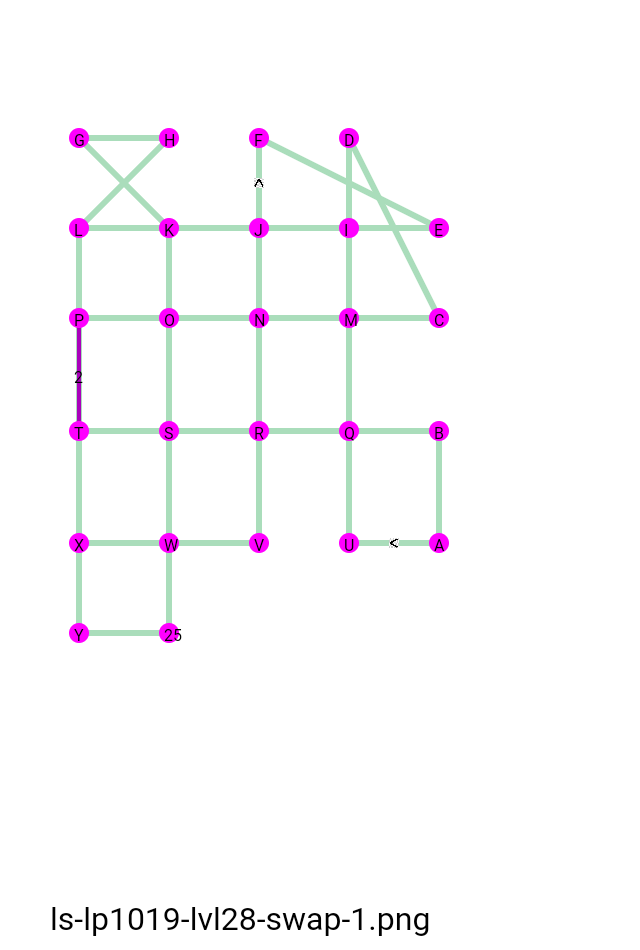 G H F D
^
L K J I E
P O N M C
2
T S R Q B
X W V U < A
Y 25
ls-lp1019-lvl28-swap-1.png